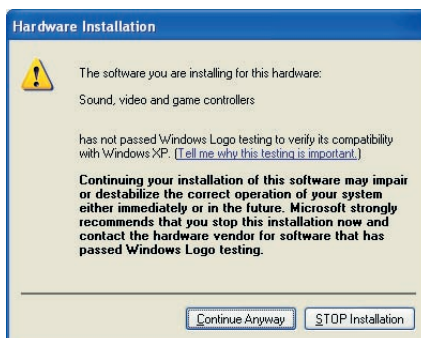 Hardware Installation
The software you are installing for this hardware:
Sound, video and game controllers
has not passed Windows Logo testing to verify its compatibility
with Windows XP. (Tell me why this testing is important.)
Continuing your installation of this software may impair
or destabilize the correct operation of your system
either immediately or in the future. Microsoft strongly
recommends that you stop this installation now and
contact the hardware vendor for software that has
passed Windows Logo testing.
Continue Anyway
STOP Installation